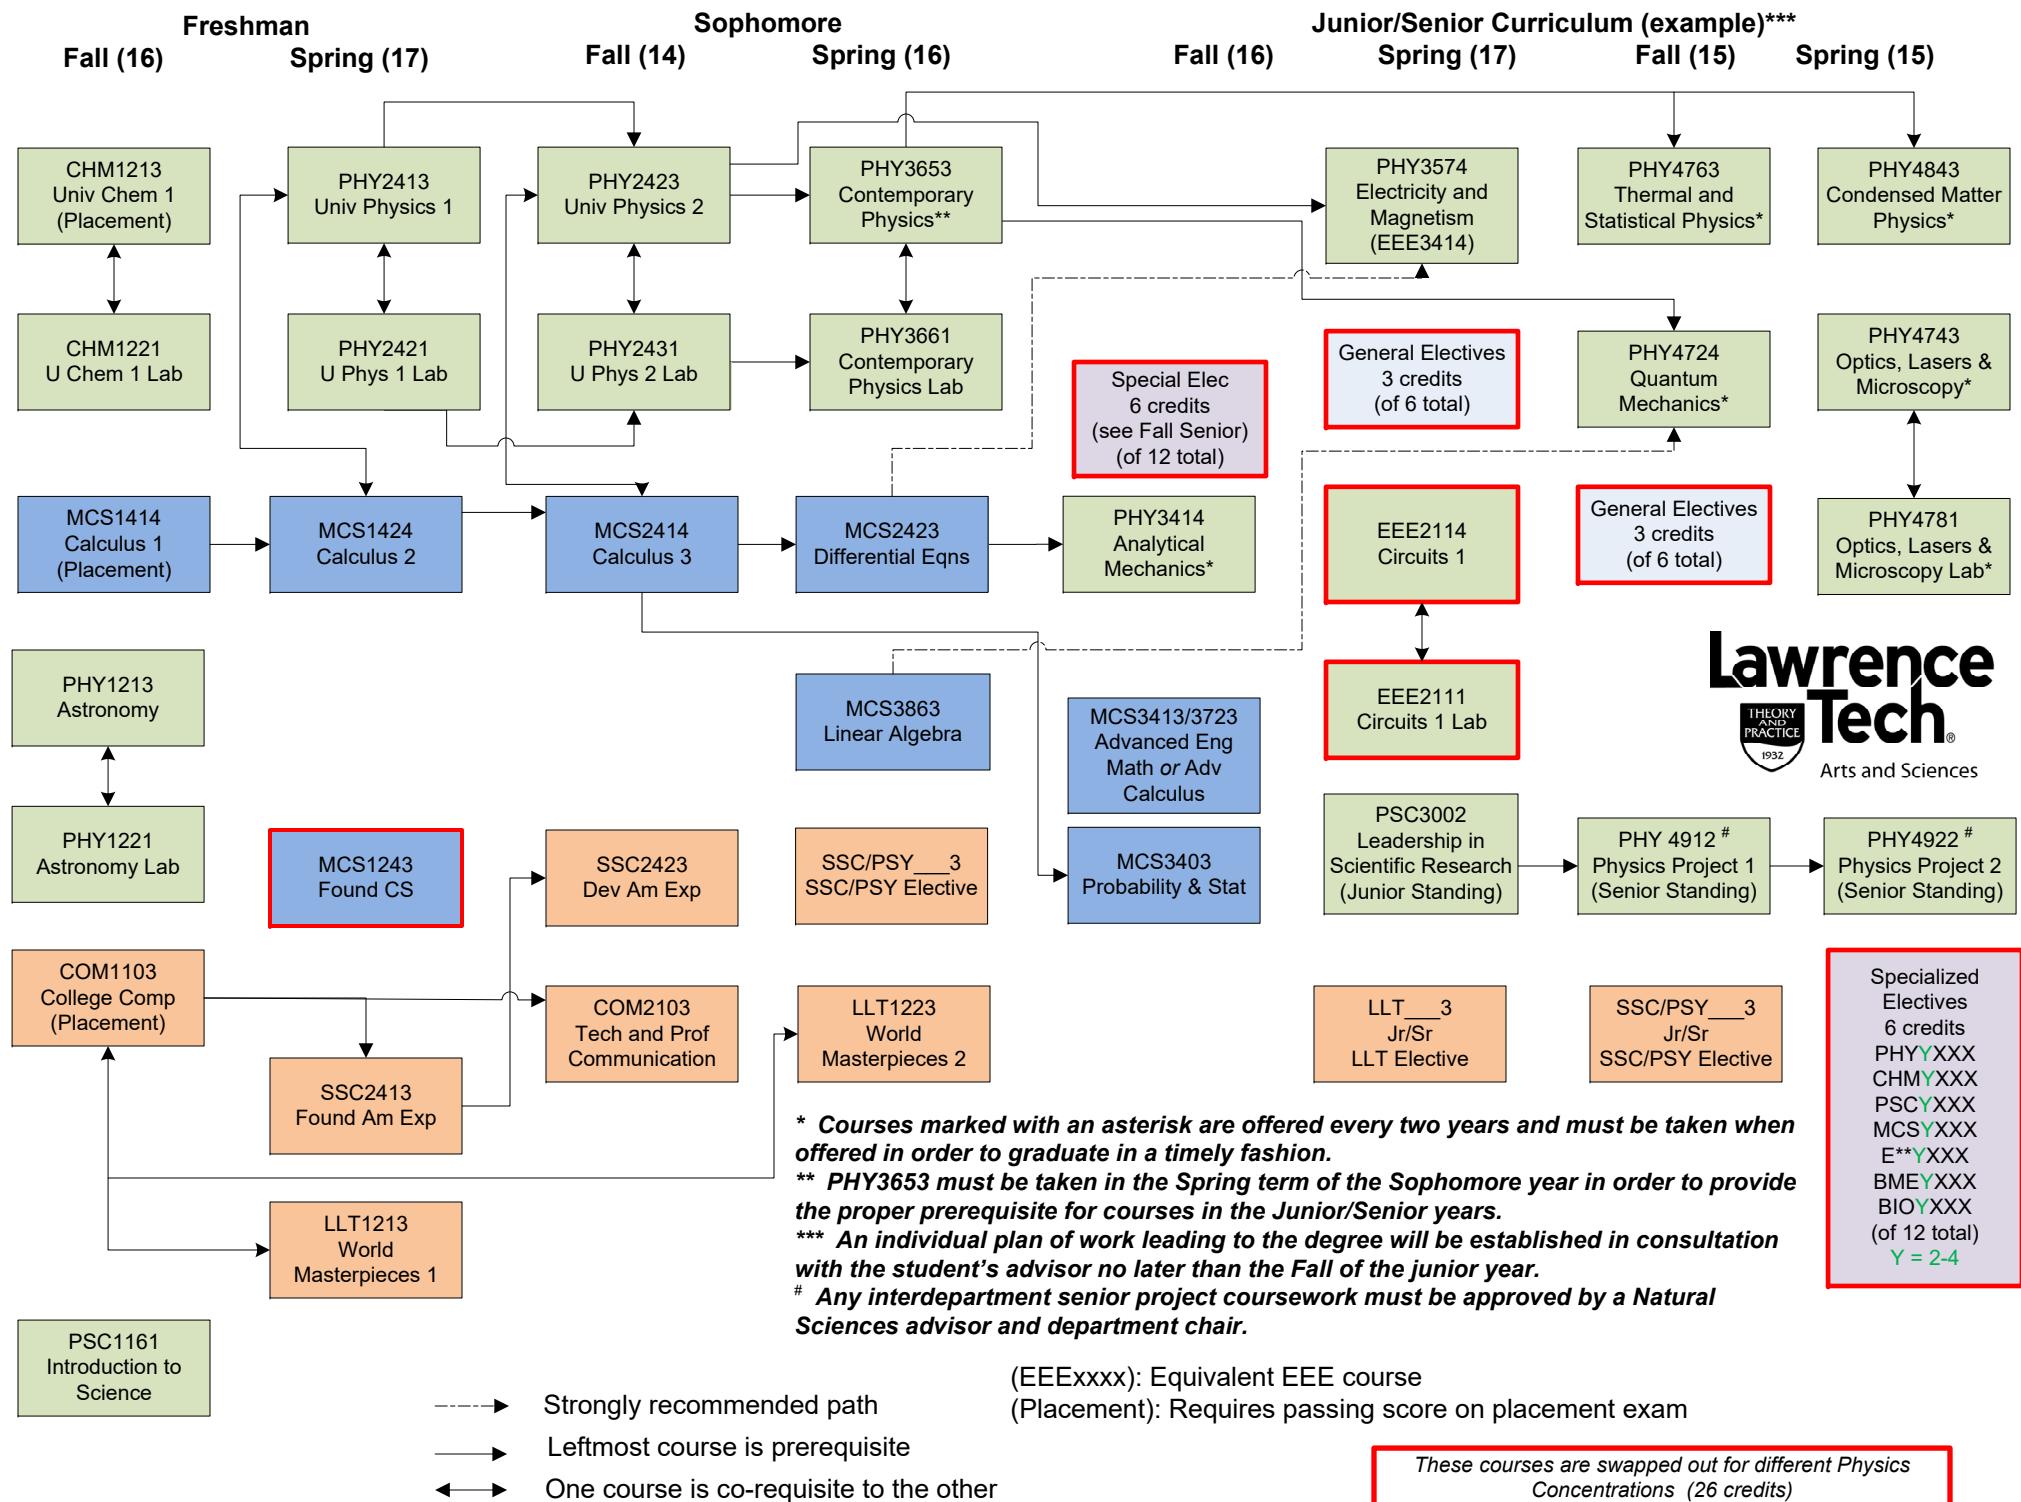 Freshman
Sophomore
Junior/Senior Curriculum (example)***
Fall (16)
Spring (17)
Fall (14)
Spring (16)
Fall (16)
Spring (17)
Fall (15)
Spring (15)
CHM1213
Univ Chem 1
(Placement)
PHY2413
Univ Physics 1
PHY2423
Univ Physics 2
PHY3653
Contemporary
Physics**
PHY3574
Electricity and
Magnetism
(EEE3414)
PHY4763
Thermal and
Statistical Physics*
PHY4843
Condensed Matter
Physics*
CHM1221
U Chem 1 Lab
PHY2421
U Phys 1 Lab
PHY2431
U Phys 2 Lab
PHY3661
Contemporary
Physics Lab
Special Elec
6 credits
(see Fall Senior)
(of 12 total)
General Electives
3 credits
(of 6 total)
PHY4724
Quantum
Mechanics*
PHY4743
Optics, Lasers &
Microscopy*
MCS1414
Calculus 1
(Placement)
MCS1424
Calculus 2
MCS2414
Calculus 3
MCS2423
Differential Eqns
PHY3414
Analytical
Mechanics*
EEE2114
Circuits 1
General Electives
3 credits
(of 6 total)
PHY4781
Optics, Lasers &
Microscopy Lab*
PHY1213
Astronomy
MCS3863
Linear Algebra
MCS3413/3723
Advanced Eng
Math or Adv
Calculus
EEE2111
Circuits 1 Lab
Lawrence
Tech®
THEORY
AND
PRACTICE
1932
Arts and Sciences
PHY1221
Astronomy Lab
MCS1243
Found CS
SSC2423
Dev Am Exp
SSC/PSY___3
SSC/PSY Elective
MCS3403
Probability & Stat
PSC3002
Leadership in
Scientific Research
(Junior Standing)
PHY 4912 #
Physics Project 1
(Senior Standing)
PHY4922 #
Physics Project 2
(Senior Standing)
COM1103
College Comp
(Placement)
SSC2413
Found Am Exp
COM2103
Tech and Prof
Communication
LLT1223
World
Masterpieces 2
LLT___3
Jr/Sr
LLT Elective
SSC/PSY___3
Jr/Sr
SSC/PSY Elective
Specialized
Electives
6 credits
PHYYXXX
CHMYXXX
PSCYXXX
MCSYXXX
E**YXXX
BMEYXXX
BIOYXXX
(of 12 total)
Y = 2-4
LLT1213
World
Masterpieces 1
* Courses marked with an asterisk are offered every two years and must be taken when
offered in order to graduate in a timely fashion.
** PHY3653 must be taken in the Spring term of the Sophomore year in order to provide
the proper prerequisite for courses in the Junior/Senior years.
*** An individual plan of work leading to the degree will be established in consultation
with the student's advisor no later than the Fall of the junior year.
# Any interdepartment senior project coursework must be approved by a Natural
Sciences advisor and department chair.
PSC1161
Introduction to
Science
(EEExxxx): Equivalent EEE course
(Placement): Requires passing score on placement exam
Strongly recommended path
Leftmost course is prerequisite
One course is co-requisite to the other
These courses are swapped out for different Physics
Concentrations (26 credits)